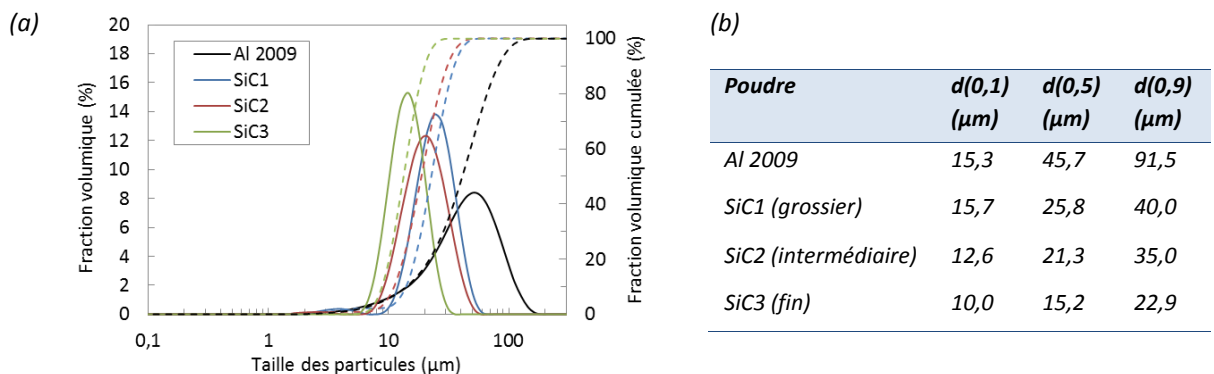 (a)
20
18
16
14
12
10
8
6
4
2
0
Fraction volumique (%)
Al 2009
SiC1
SiC2
SiC3
100
80
60
40
20
0
Fraction volumique cumulée (%)
0,1 1 10 100
Taille des particules (µm)
(b)
Poudre d(0,1) d(0,5) d(0,9)
(µm) (µm) (µm)
Al 2009 15,3 45,7 91,5
SiC1 (grossier) 15,7 25,8 40,0
SiC2 (intermédiaire) 12,6 21,3 35,0
SiC3 (fin) 10,0 15,2 22,9